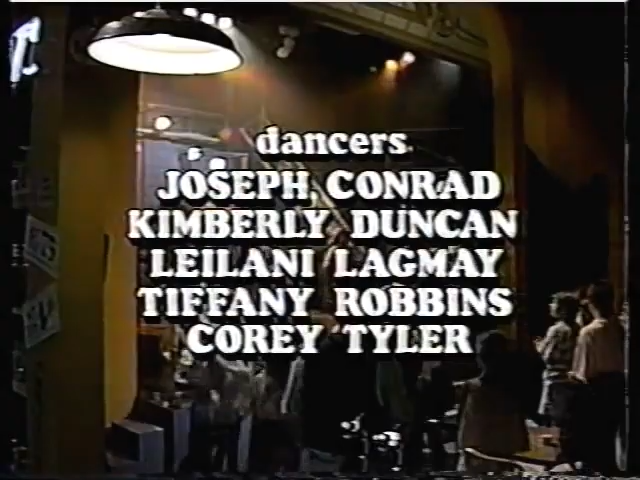 dancers
JOSEPH CONRAD
KIMBERLY DUNCAN
LEILANI LAGMAY
TIFFANY ROBBINS
COREY TYLER